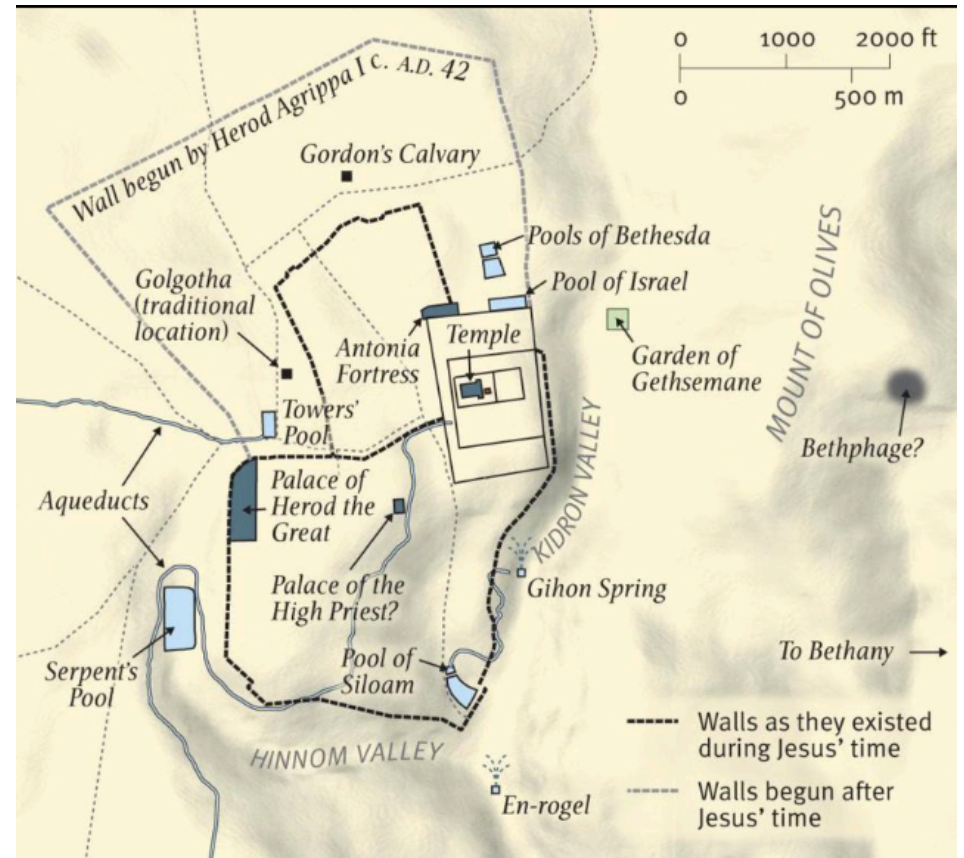 0 1000 2000 ft
0 500 m
Wall begun by Herod Agrippa I c. A.D. 42
Gordon's Calvary
Pools of Bethesda
Pool of Israel
Golgotha
(traditional
location)
Antonia
Fortress
Temple
Garden of
Gethsemane
MOUNT OF OLIVES
Bethphage?
Towers'
Pool
Aqueducts
Palace of
Herod the
Great
KIDRON VALLEY
Palace of the
High Priest?
Gihon Spring
Serpent's
Pool
Pool of
Siloam
To Bethany
HINNOM VALLEY
En-rogel
Walls as they existed
during Jesus' time
Walls begun after
Jesus' time